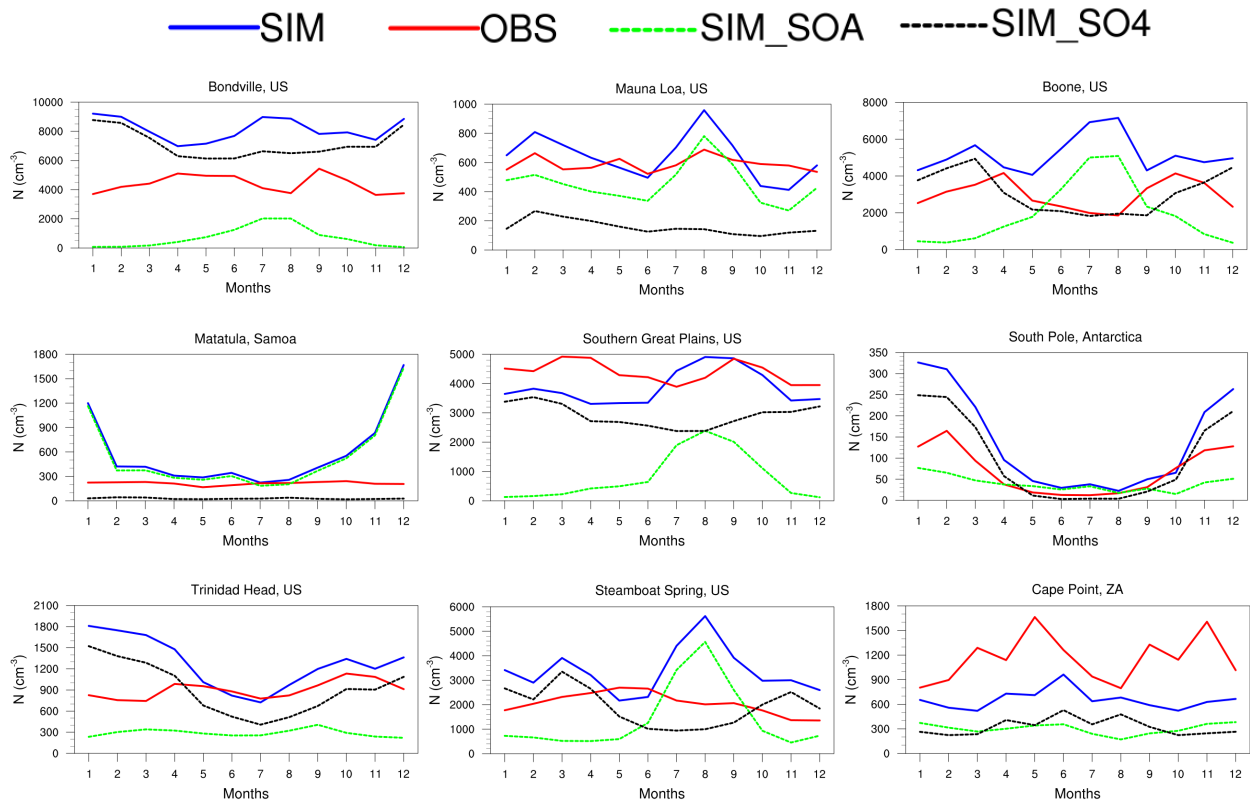 SIM OBS SIM_SOA SIM_SO4
Bondville, US
N (cm⁻³)
10000
8000
6000
4000
2000
0
1 2 3 4 5 6 7 8 9 10 11 12
Months
Mauna Loa, US
N (cm⁻³)
1000
800
600
400
200
0
1 2 3 4 5 6 7 8 9 10 11 12
Months
Boone, US
N (cm⁻³)
8000
6000
4000
2000
0
1 2 3 4 5 6 7 8 9 10 11 12
Months
Matatula, Samoa
N (cm⁻³)
1800
1500
1200
900
600
300
0
1 2 3 4 5 6 7 8 9 10 11 12
Months
Southern Great Plains, US
N (cm⁻³)
5000
4000
3000
2000
1000
0
1 2 3 4 5 6 7 8 9 10 11 12
Months
South Pole, Antarctica
N (cm⁻³)
350
300
250
200
150
100
50
0
1 2 3 4 5 6 7 8 9 10 11 12
Months
Trinidad Head, US
N (cm⁻³)
2100
1800
1500
1200
900
600
300
0
1 2 3 4 5 6 7 8 9 10 11 12
Months
Steamboat Spring, US
N (cm⁻³)
6000
5000
4000
3000
2000
1000
0
1 2 3 4 5 6 7 8 9 10 11 12
Months
Cape Point, ZA
N (cm⁻³)
1800
1500
1200
900
600
300
0
1 2 3 4 5 6 7 8 9 10 11 12
Months